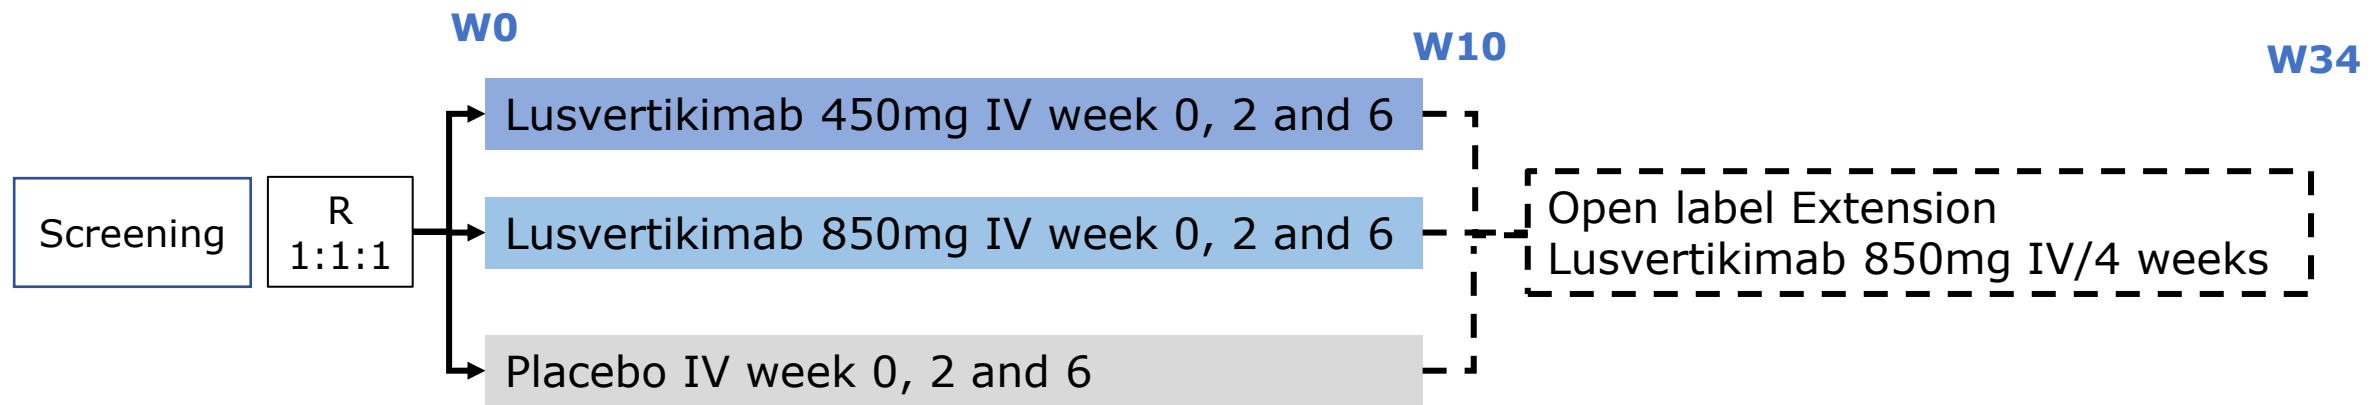 W0
W10
W34
Lusvertikimab 450mg IV week 0, 2 and 6
Screening
R
1:1:1
Lusvertikimab 850mg IV week 0, 2 and 6
Open label Extension
Lusvertikimab 850mg IV/4 weeks
Placebo IV week 0, 2 and 6